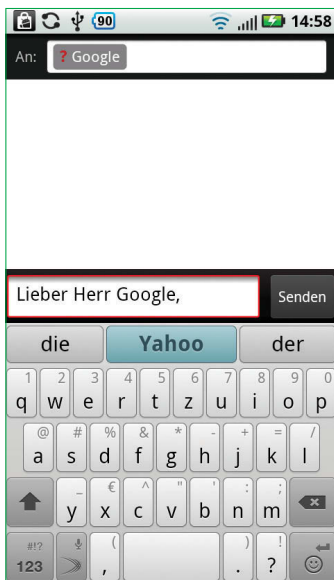 90 14:58
An: ? Google
Lieber Herr Google,
Senden
die Yahoo der
1 2 3 4 5 6 7 8 9 0
q w e r t z u i o p
@ # % & * - + = /
a s d f g h j k l
_ € ^ " ' : ;
y x c v b n m
#!? ( ) !
123 , . ?